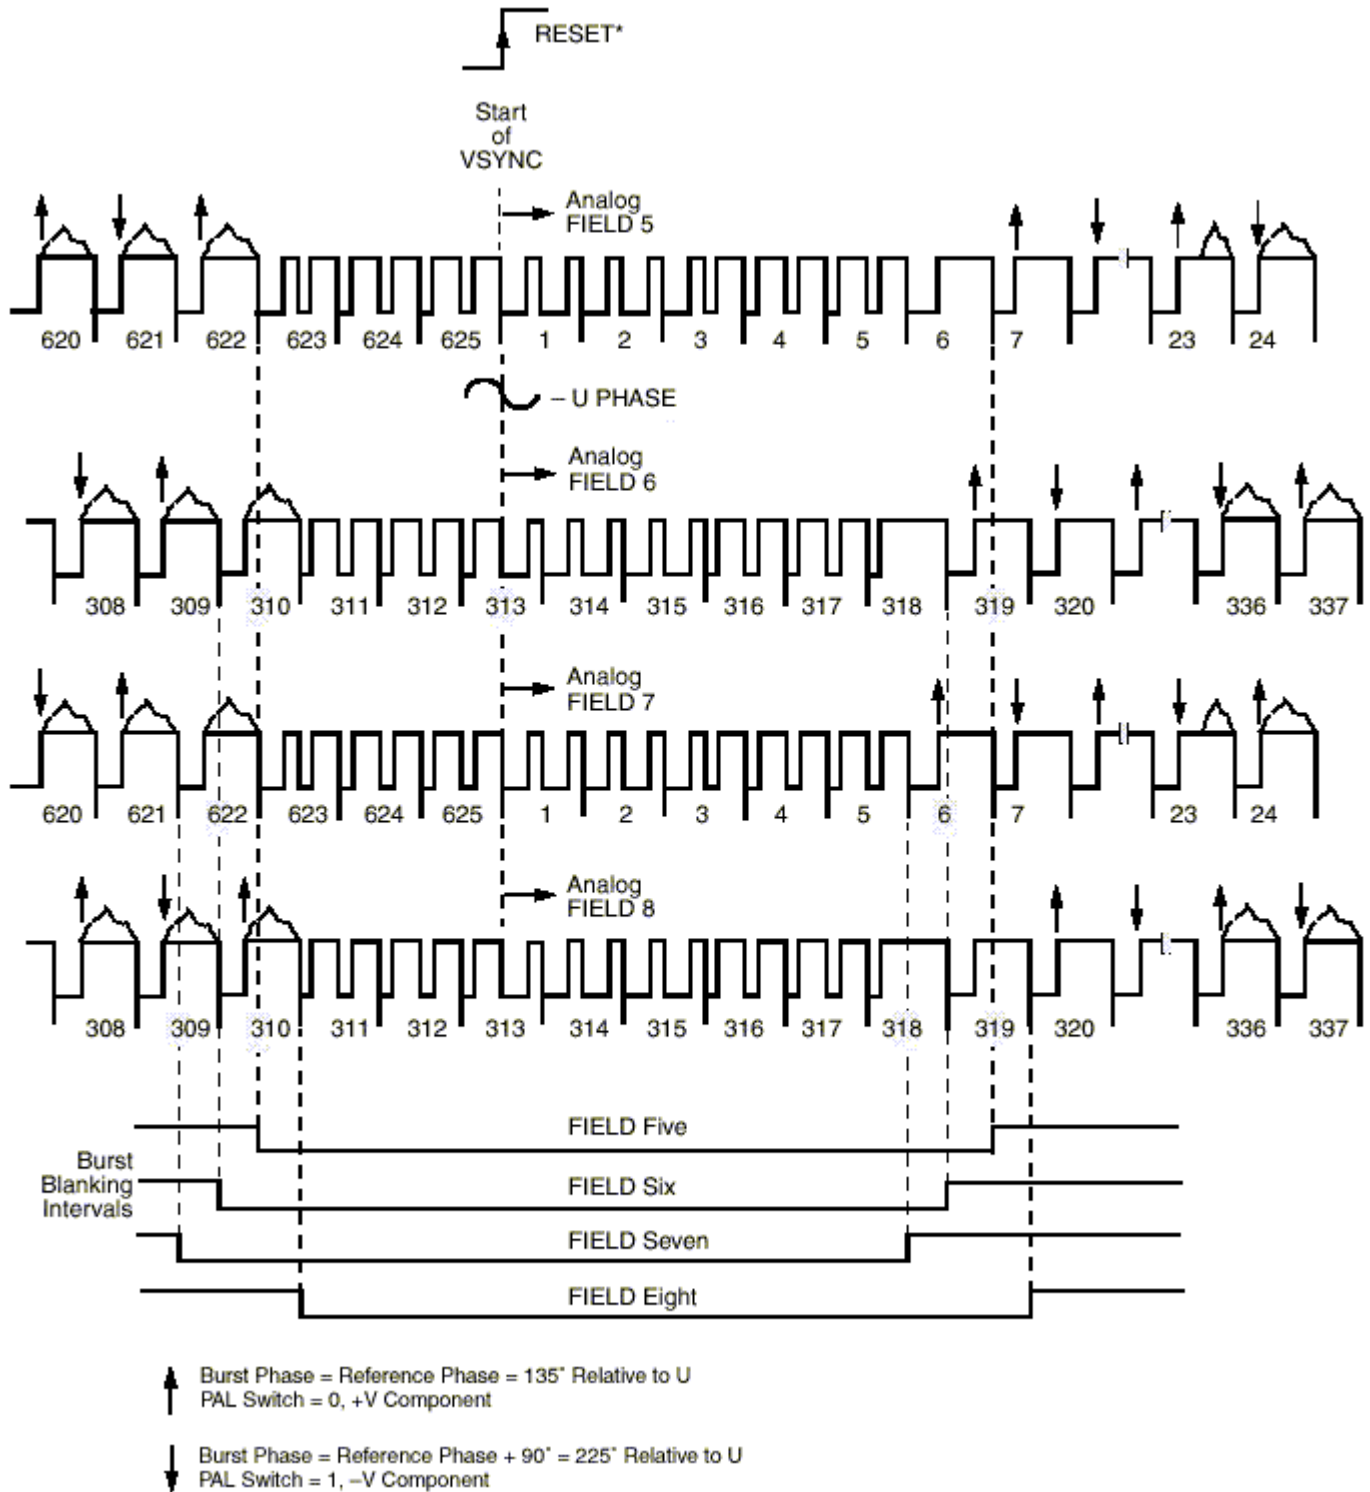 RESET*
Start
of
VSYNC
Analog
FIELD 5
620 621 622 623 624 625 1 2 3 4 5 6 7 23 24
– U PHASE
Analog
FIELD 6
308 309 310 311 312 313 314 315 316 317 318 319 320 336 337
Analog
FIELD 7
620 621 622 623 624 625 1 2 3 4 5 6 7 23 24
Analog
FIELD 8
308 309 310 311 312 313 314 315 316 317 318 319 320 336 337
FIELD Five
Burst
Blanking
Intervals
FIELD Six
FIELD Seven
FIELD Eight
Burst Phase = Reference Phase = 135° Relative to U
PAL Switch = 0, +V Component
Burst Phase = Reference Phase + 90° = 225° Relative to U
PAL Switch = 1, –V Component